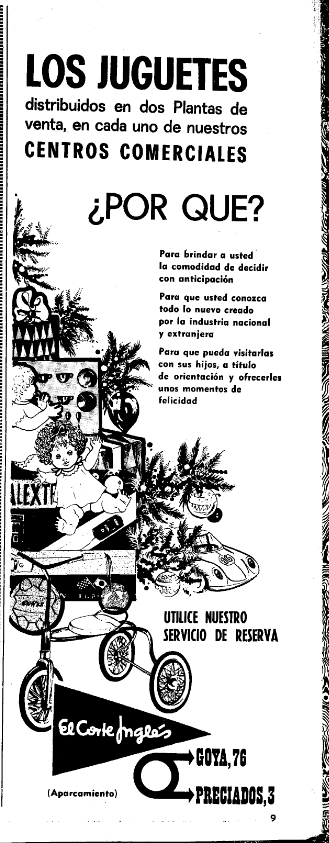 LOS JUGUETES
distribuidos en dos Plantas de
venta, en cada uno de nuestros
CENTROS COMERCIALES
¿POR QUE?
Para brindar a usted
la comodidad de decidir
con anticipación
Para que usted conozca
todo lo nuevo creado
por la industria nacional
y extranjera
Para que pueda visitarlas
con sus hijos, a título
de orientación y ofrecerles
unos momentos de
felicidad
ALEXTR
UTILICE NUESTRO
SERVICIO DE RESERVA
El Corte Inglés
GOYA, 76
(Aparcamiento)
PRECIADOS, 3
9